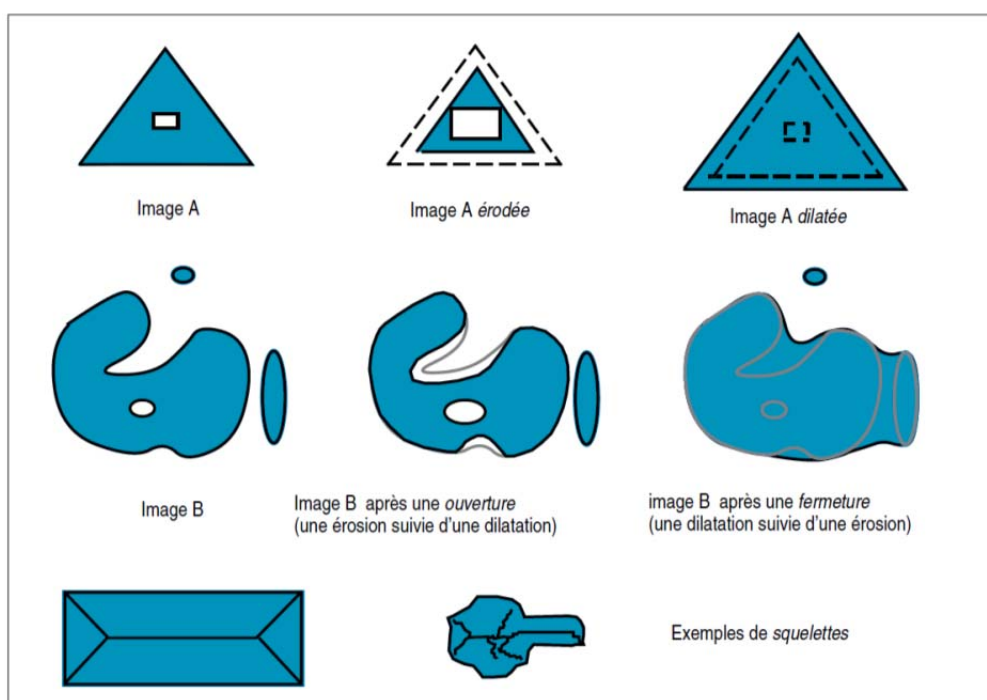 Image A
Image A érodée
Image A dilatée
Image B
Image B après une ouverture
(une érosion suivie d'une dilatation)
image B après une fermeture
(une dilatation suivie d'une érosion)
Exemples de squelettes